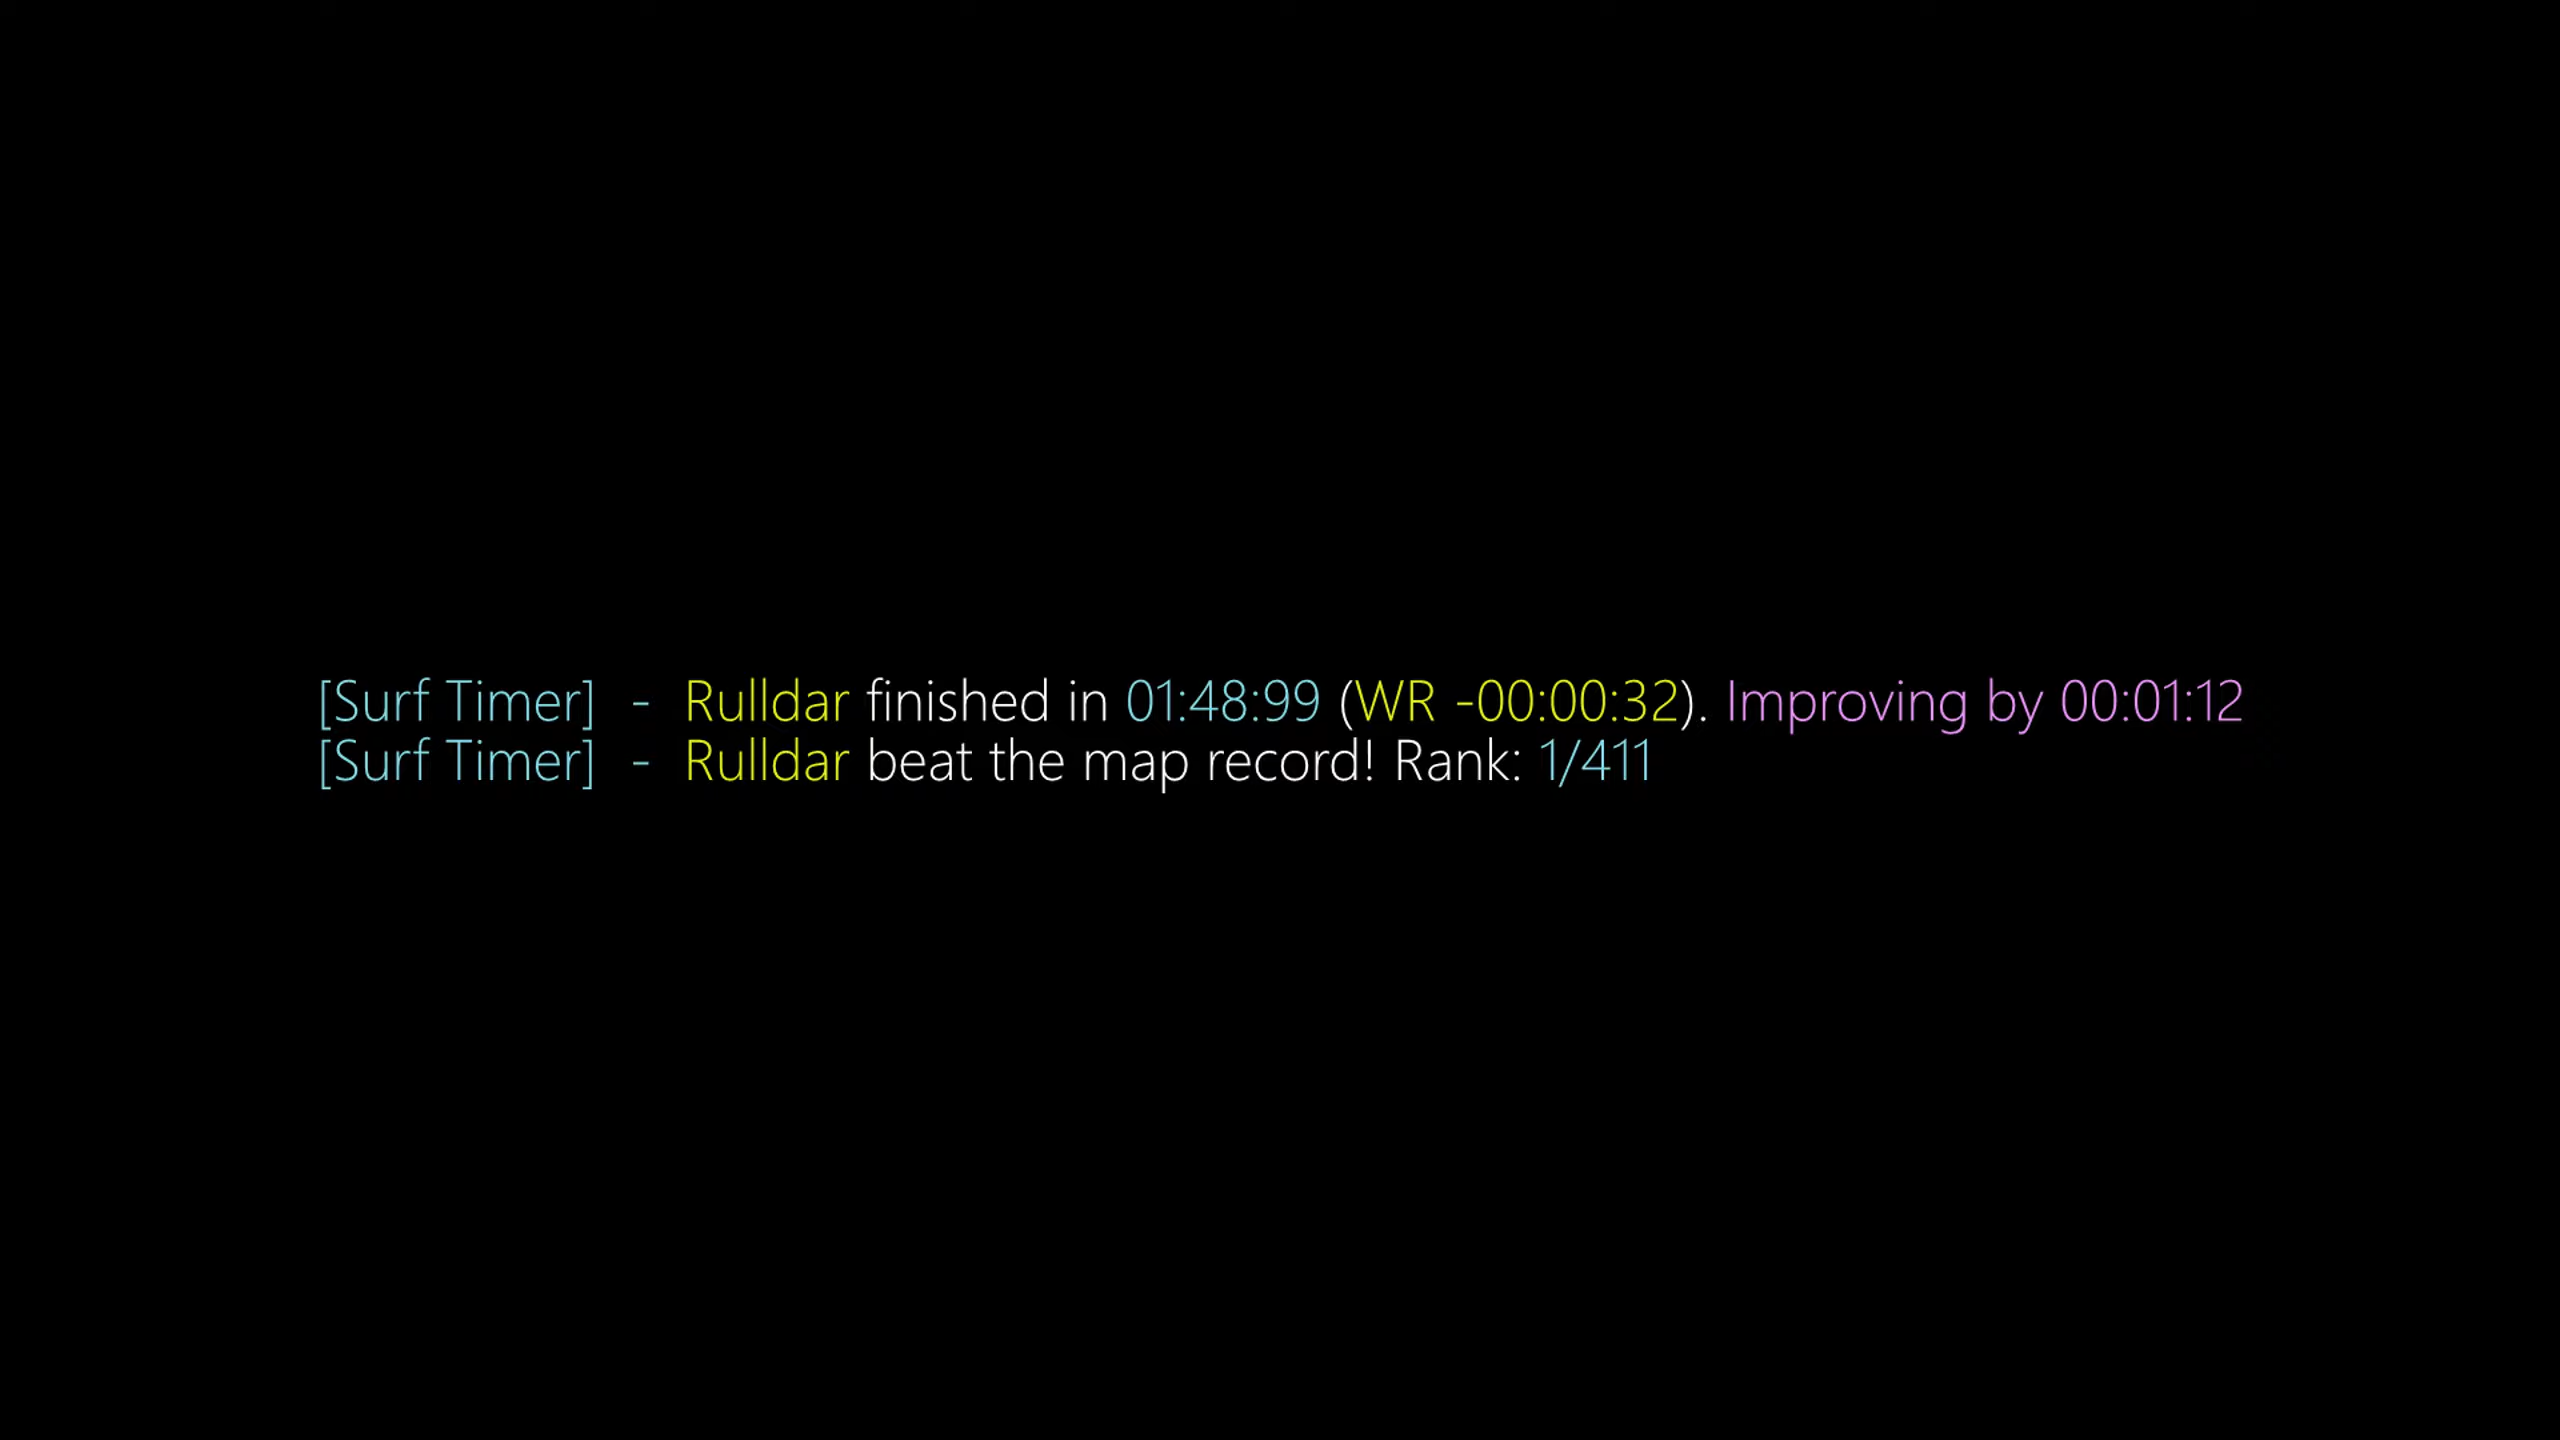 [Surf Timer] - Rulldar finished in 01:48:99 (WR -00:00:32). Improving by 00:01:12
[Surf Timer] - Rulldar beat the map record! Rank: 1/411